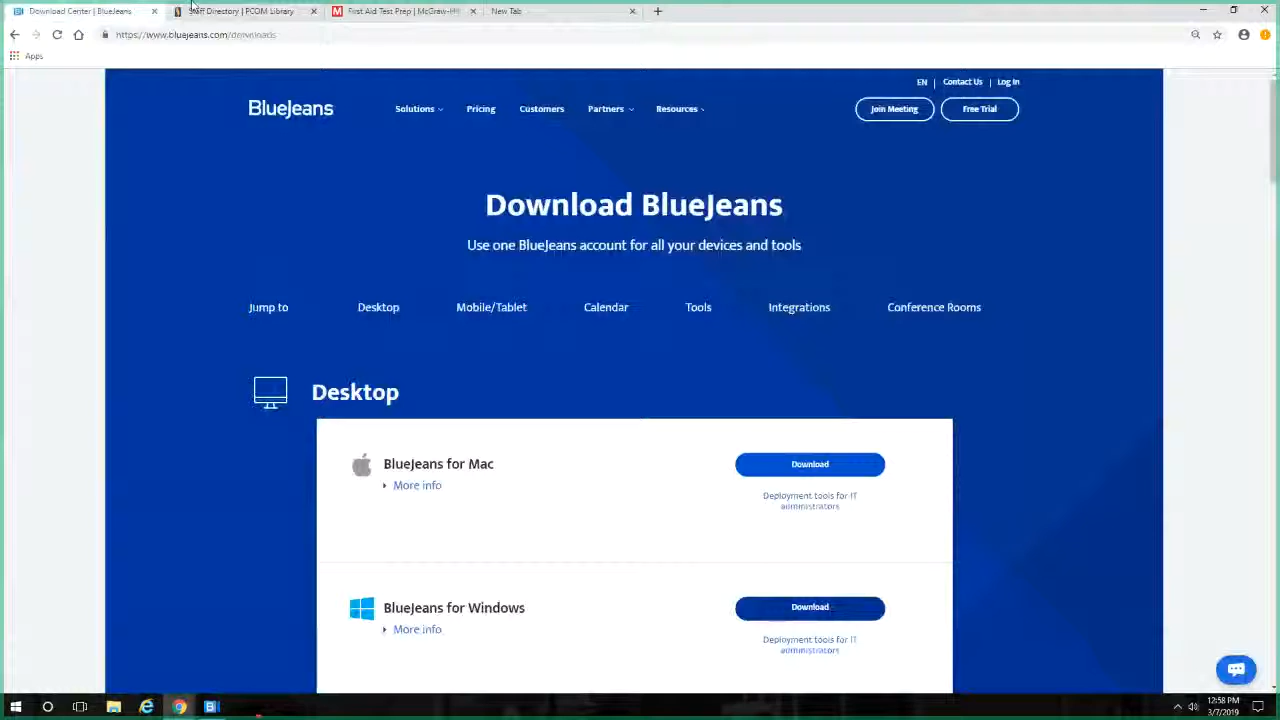 Download Center | BlueJeans
Staff Directory | PCOM Library
First Aid Test Prep | McGraw-Hill
New Tab
https://www.bluejeans.com/downloads
Apps
EN | Contact Us | Log In
BlueJeans
Solutions
Pricing
Customers
Partners
Resources
Join Meeting
Free Trial
Download BlueJeans
Use one BlueJeans account for all your devices and tools
Jump to
Desktop
Mobile/Tablet
Calendar
Tools
Integrations
Conference Rooms
Desktop
BlueJeans for Mac
More info
Download
Deployment tools for IT
administrators
BlueJeans for Windows
More info
Download
Deployment tools for IT
administrators
12:58 PM
3/7/2019